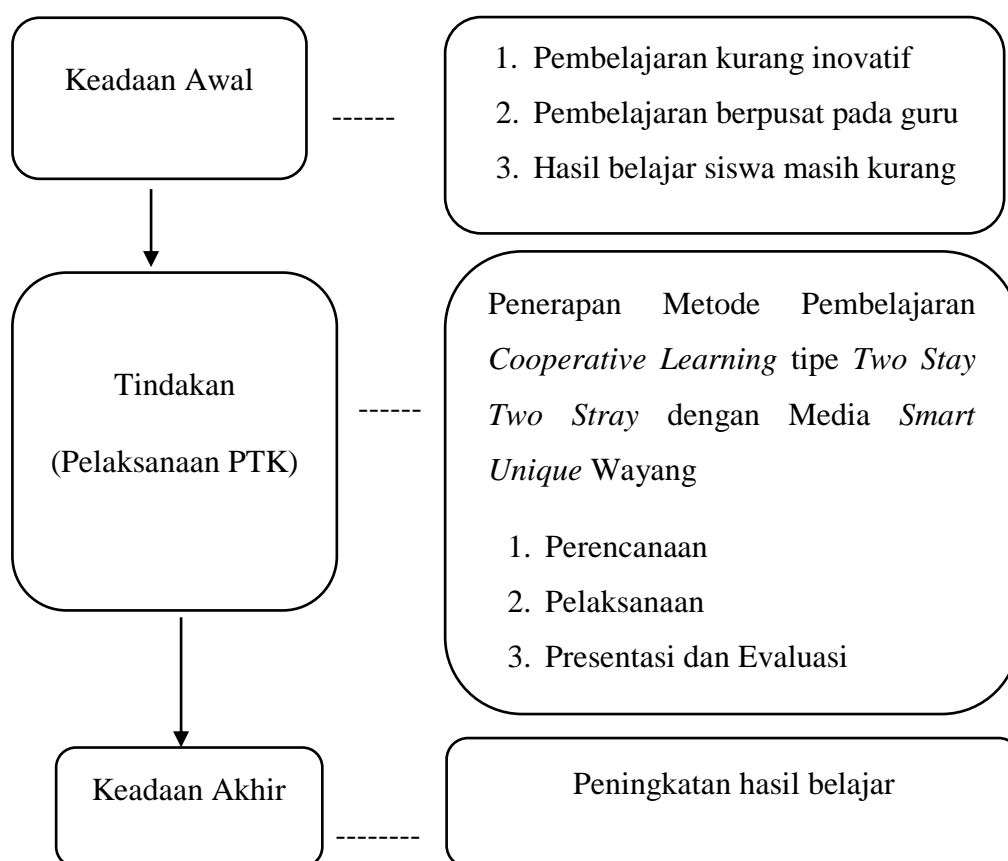 Keadaan Awal
1. Pembelajaran kurang inovatif
2. Pembelajaran berpusat pada guru
3. Hasil belajar siswa masih kurang
Tindakan
(Pelaksanaan PTK)
Penerapan Metode Pembelajaran
Cooperative Learning tipe Two Stay
Two Stray dengan Media Smart
Unique Wayang
1. Perencanaan
2. Pelaksanaan
3. Presentasi dan Evaluasi
Keadaan Akhir
Peningkatan hasil belajar